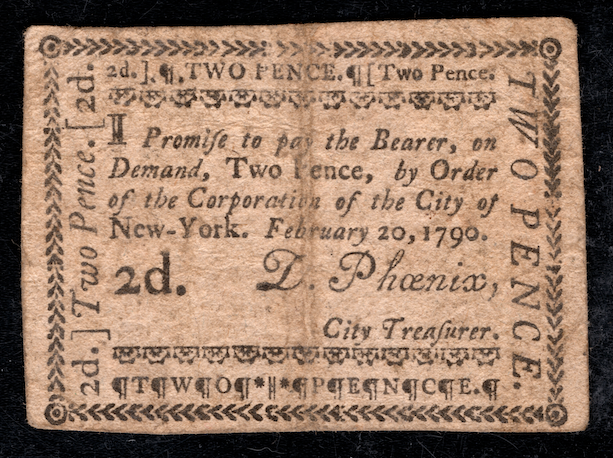 2d.].¶.TWO PENCE.¶[Two Pence.
I Promiſe to pay the Bearer, on
Demand, Two Pence, by Order
of the Corporation of the City of
New-York. February 20, 1790.
2d. D. Phœnix,
City Treaſurer.
¶T¶W¶O¶*‖*¶P¶E¶N¶C¶E.¶
2d.] Two Pence. [2d.
TWO PENCE.